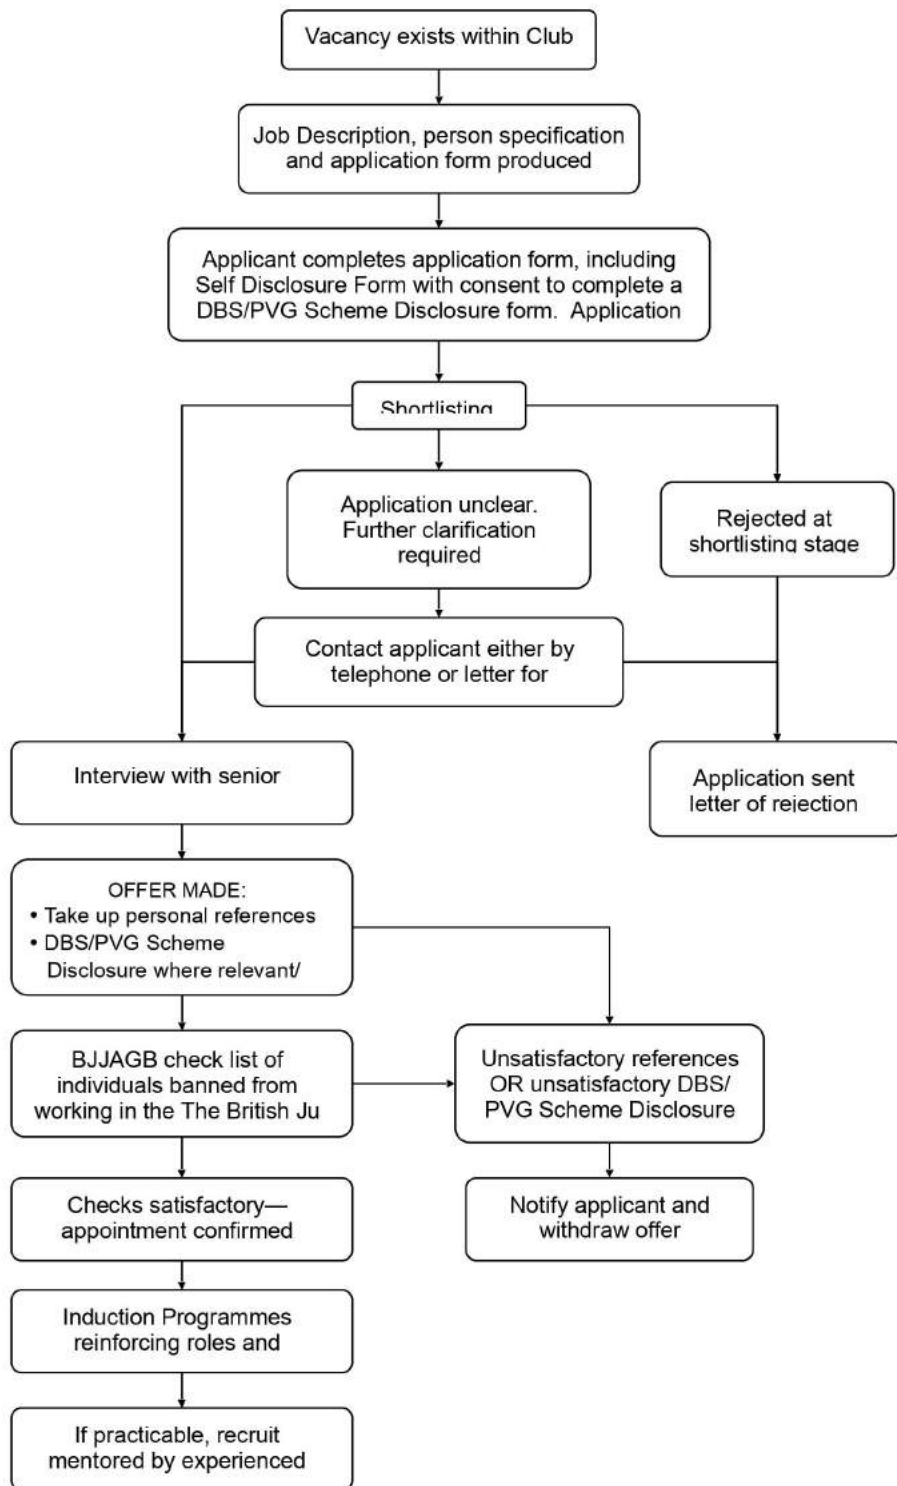 Vacancy exists within Club
Job Description, person specification
and application form produced
Applicant completes application form, including
Self Disclosure Form with consent to complete a
DBS/PVG Scheme Disclosure form. Application
Shortlisting
Application unclear.
Further clarification
required
Rejected at
shortlisting stage
Contact applicant either by
telephone or letter for
Interview with senior
Application sent
letter of rejection
OFFER MADE:
• Take up personal references
• DBS/PVG Scheme
Disclosure where relevant/
BJJAGB check list of
individuals banned from
working in the The British Ju
Unsatisfactory references
OR unsatisfactory DBS/
PVG Scheme Disclosure
Checks satisfactory—
appointment confirmed
Notify applicant and
withdraw offer
Induction Programmes
reinforcing roles and
If practicable, recruit
mentored by experienced